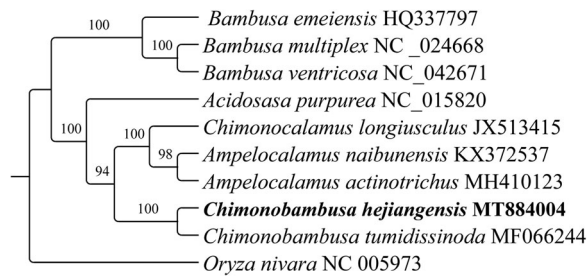 100
Bambusa emeiensis HQ337797
100
Bambusa multiplex NC _024668
Bambusa ventricosa NC_042671
100
Acidosasa purpurea NC_015820
100
Chimonocalamus longiusculus JX513415
98
Ampelocalamus naibunensis KX372537
94
Ampelocalamus actinotrichus MH410123
100
Chimonobambusa hejiangensis MT884004
Chimonobambusa tumidissinoda MF066244
Oryza nivara NC 005973